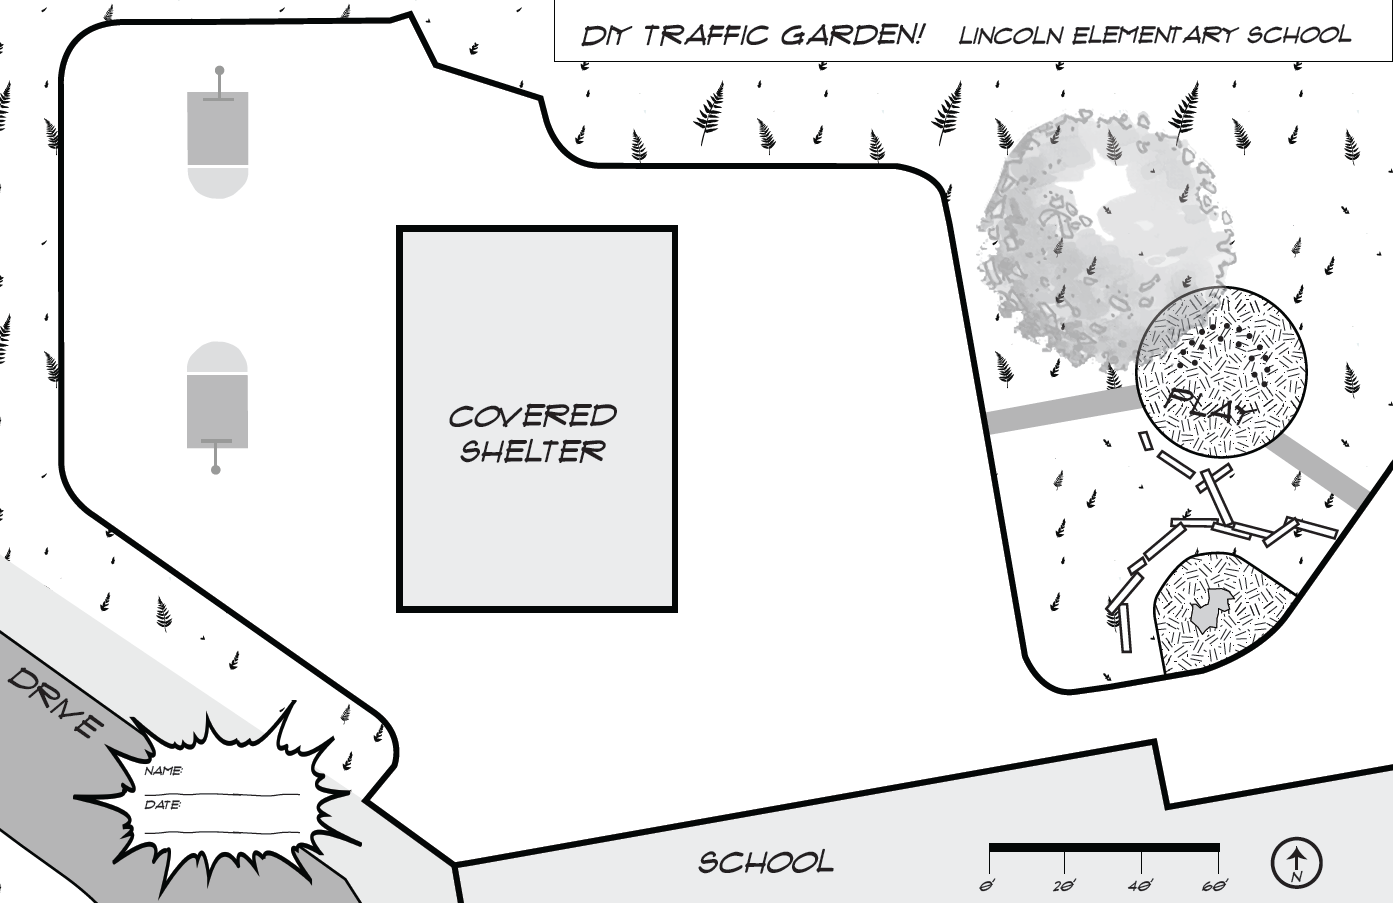 DIY TRAFFIC GARDEN! LINCOLN ELEMENTARY SCHOOL
COVERED
SHELTER
PLAY
DRIVE
NAME:
DATE:
SCHOOL
0' 20' 40' 60'
N